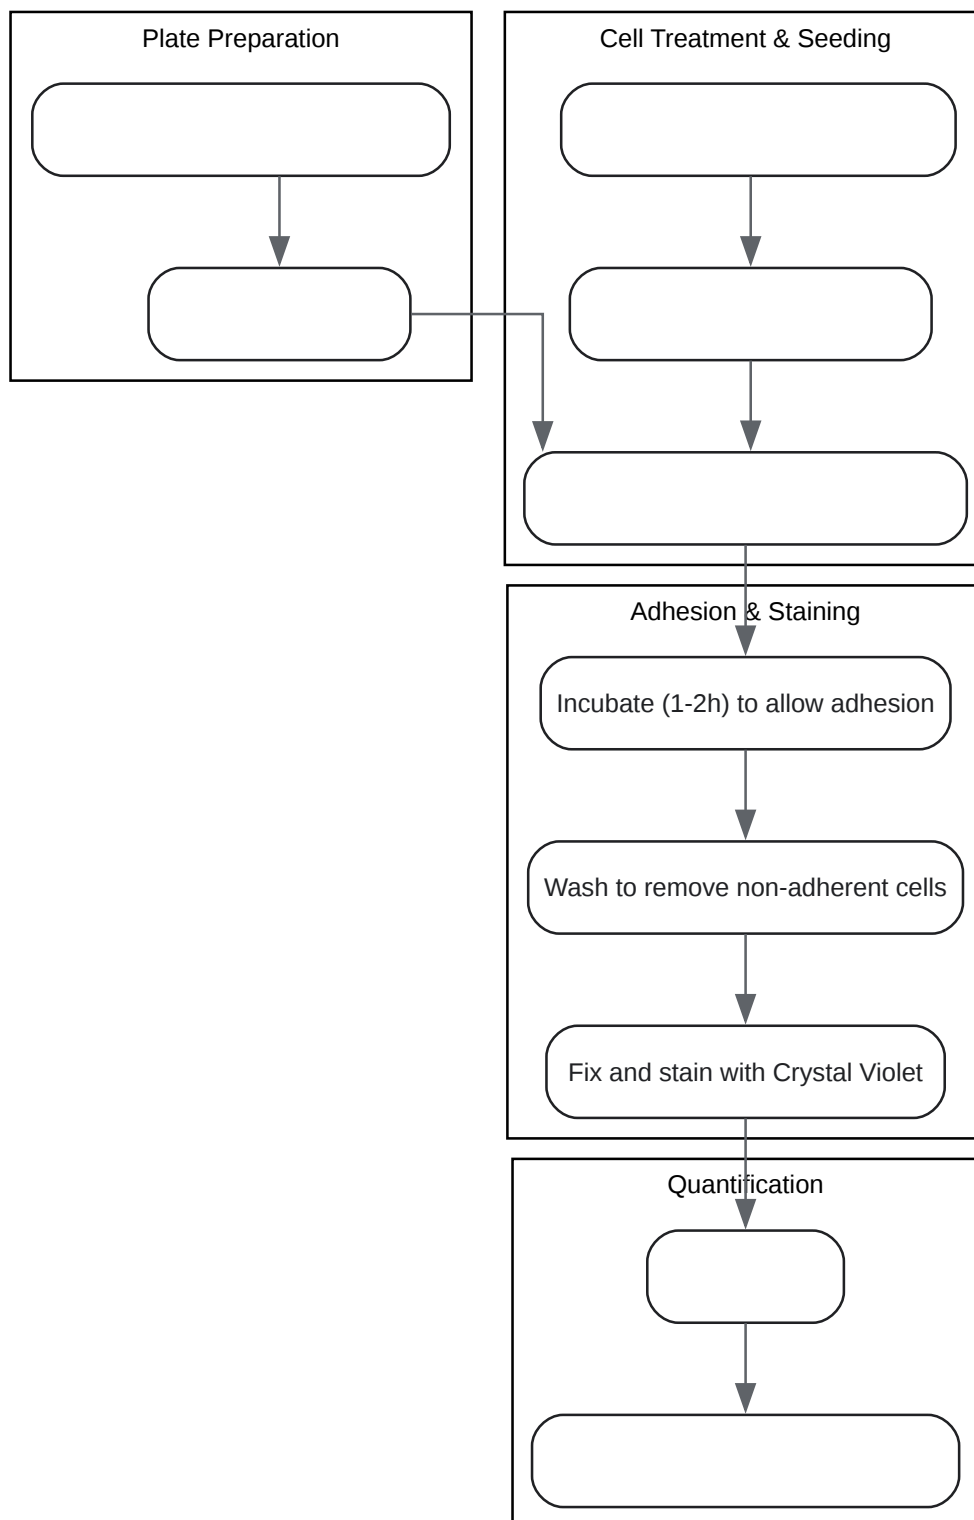 Plate Preparation
Cell Treatment & Seeding
Adhesion & Staining
Incubate (1-2h) to allow adhesion
Wash to remove non-adherent cells
Fix and stain with Crystal Violet
Quantification